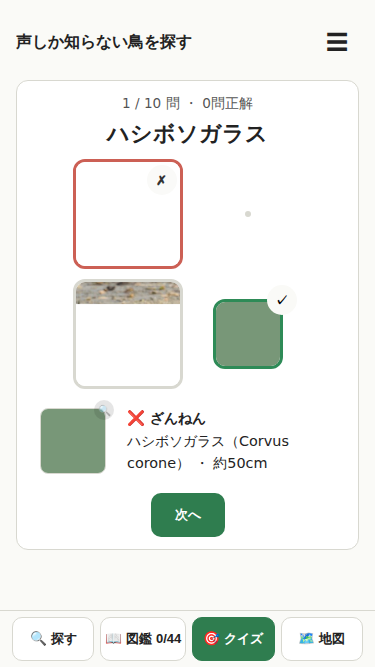 声しか知らない鳥を探す
1 / 10 問 ・ 0問正解
ハシボソガラス
✗
✓
❌ ざんねん
ハシボソガラス（Corvus
corone） ・ 約50cm
次へ
🔍 探す
📖 図鑑 0/44
🎯 クイズ
🗺️ 地図